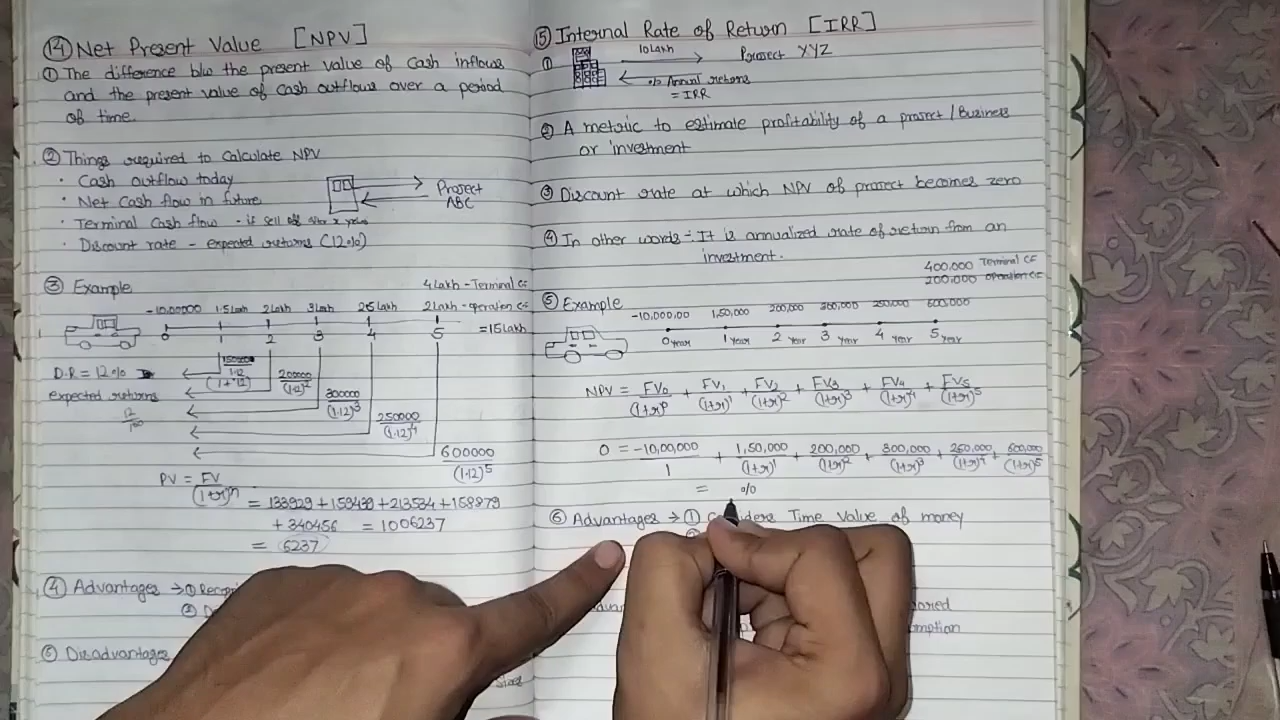 (14) Net Present Value [NPV]
① The difference b/w the present value of cash inflows
and the present value of cash outflows over a period
of time.
② Things required to Calculate NPV
· Cash outflow today
· Net Cash flow in future
· Terminal Cash flow - if sell off after x years
· Discount rate - expected returns (12%)
Project
ABC
③ Example
4 Lakh - Terminal CF
-10,00000 1.5 Lakh 2 Lakh 3 Lakh 2.5 Lakh 2 Lakh - operation CF
0 1 2 3 4 5 = 15 Lakh
D.R = 12%
expected returns
12/100
150000/1.12
(1+.12)
200000/(1.12)²
300000/(1.12)³
250000/(1.12)⁴
600000/(1.12)⁵
PV = FV/(1+r)ⁿ = 133929 + 159439 + 213534 + 158879
+ 340456 = 1006237
= 6237
④ Advantages → ①
②
⑤ Disadvantages
⑤ Internal Rate of Return [IRR]
① 10 Lakh Project XYZ
% Annual returns
= IRR
② A metric to estimate profitability of a project / Business
or investment
③ Discount rate at which NPV of project becomes zero
④ In other words :- It is annualized rate of return from an
investment.
400,000 Terminal CF
200,000 operation CF
⑤ Example
-10,000,00 1,50,000 200,000 300,000 250,000 600,000
0 Year 1 Year 2 Year 3 Year 4 Year 5 Year
NPV = FV₀/(1+r)⁰ + FV₁/(1+r)¹ + FV₂/(1+r)² + FV₃/(1+r)³ + FV₄/(1+r)⁴ + FV₅/(1+r)⁵
0 = -10,00,000/1 + 1,50,000/(1+r)¹ + 200,000/(1+r)² + 300,000/(1+r)³ + 250,000/(1+r)⁴ + 600,000/(1+r)⁵
= %
⑥ Advantages → ① Time Value of money